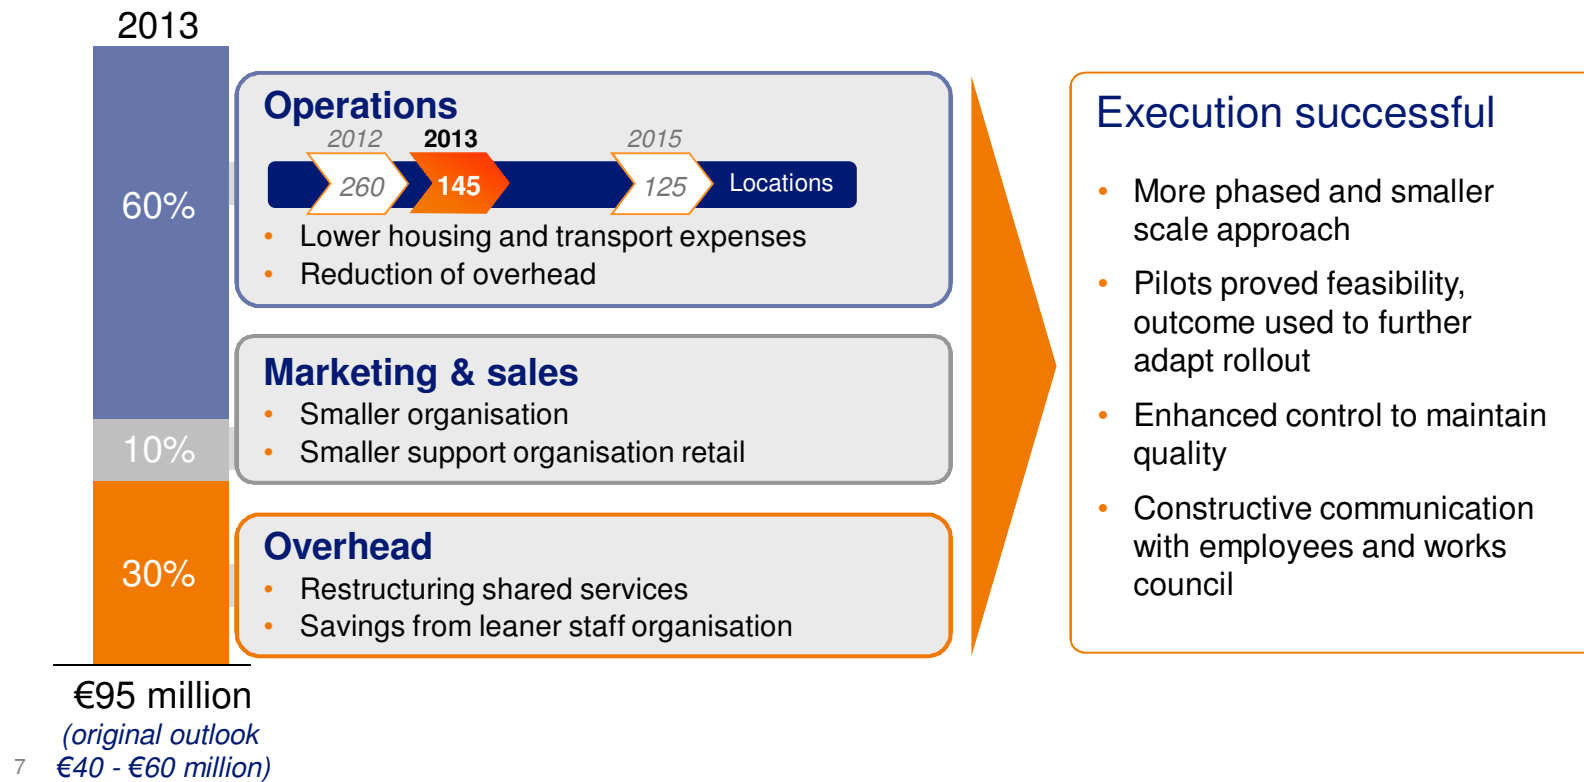 2013
60%
10%
30%
€95 million
(original outlook
€40 - €60 million)
Operations
2012 2013 2015
260 145 125 Locations
• Lower housing and transport expenses
• Reduction of overhead
Marketing & sales
• Smaller organisation
• Smaller support organisation retail
Overhead
• Restructuring shared services
• Savings from leaner staff organisation
Execution successful
• More phased and smaller
scale approach
• Pilots proved feasibility,
outcome used to further
adapt rollout
• Enhanced control to maintain
quality
• Constructive communication
with employees and works
council
7